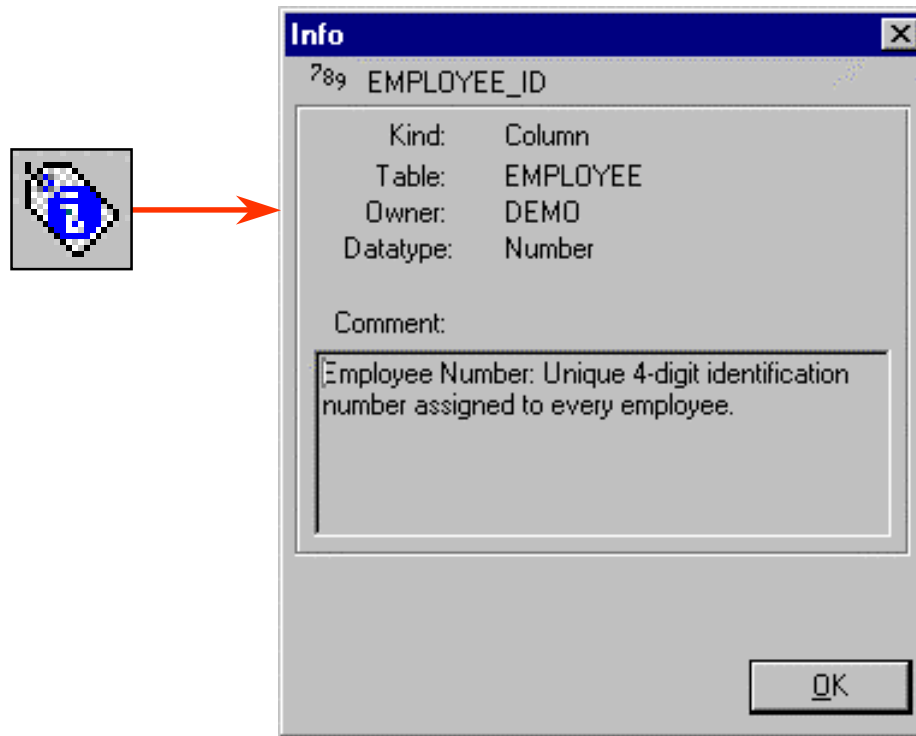 Info
789 EMPLOYEE_ID
Kind: Column
Table: EMPLOYEE
Owner: DEMO
Datatype: Number
Comment:
Employee Number: Unique 4-digit identification
number assigned to every employee.
OK